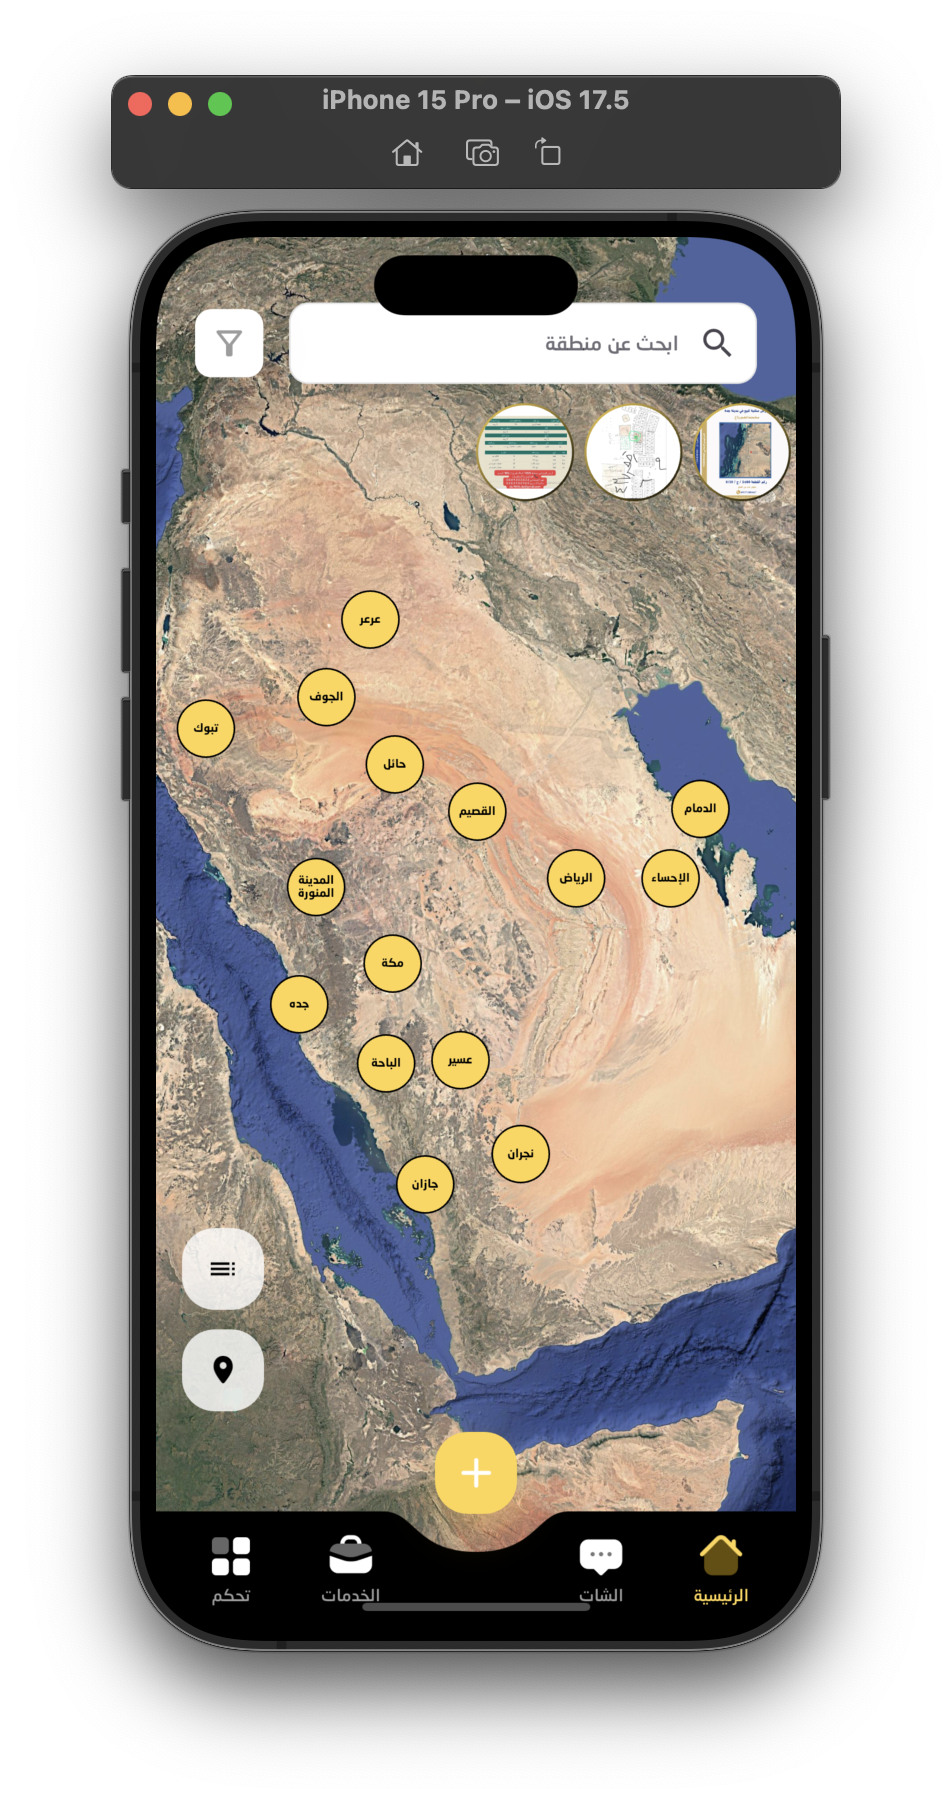 iPhone 15 Pro – iOS 17.5
ابحث عن منطقة
عرعر
الجوف
تبوك
حائل
القصيم
الدمام
الرياض
الإحساء
المدينة
المنورة
مكة
جده
الباحة
عسير
نجران
جازان
الرئيسية
الشات
الخدمات
تحكم